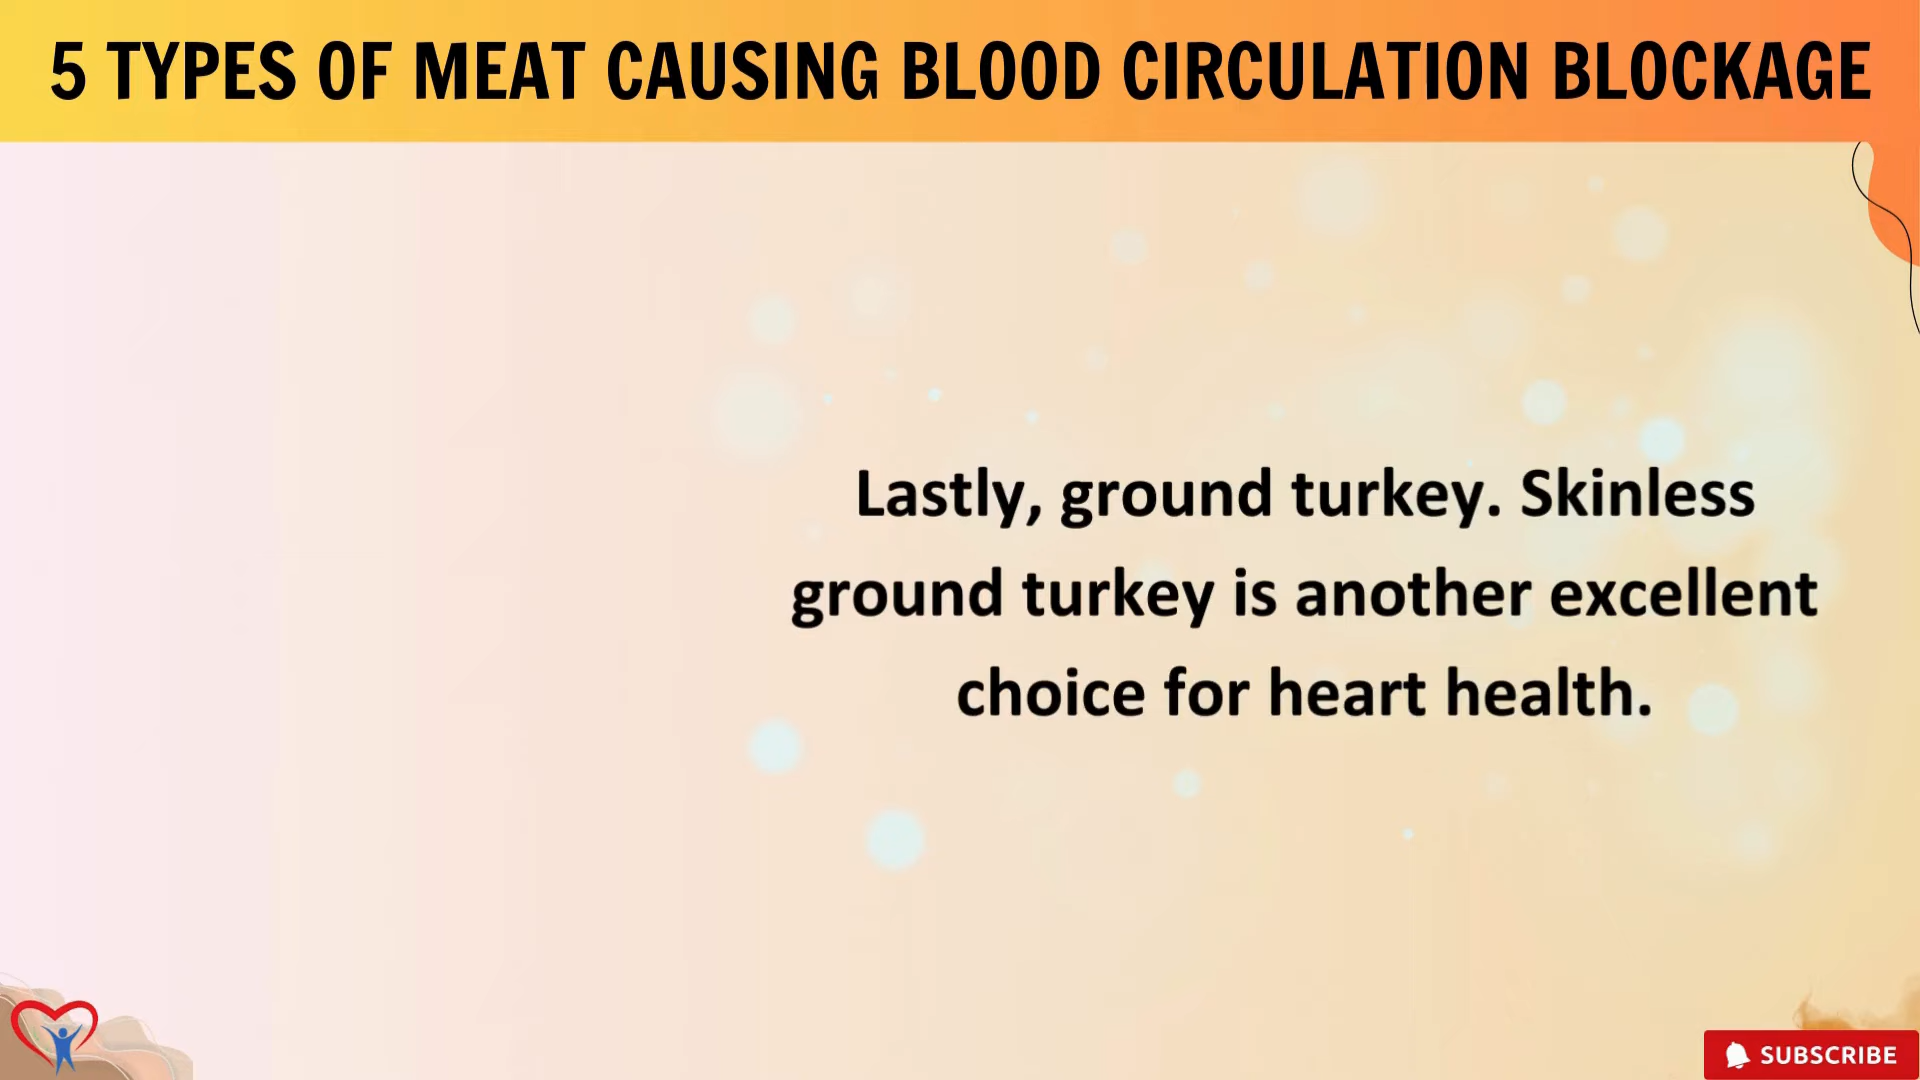 5 TYPES OF MEAT CAUSING BLOOD CIRCULATION BLOCKAGE
Lastly, ground turkey. Skinless
ground turkey is another excellent
choice for heart health.
SUBSCRIBE